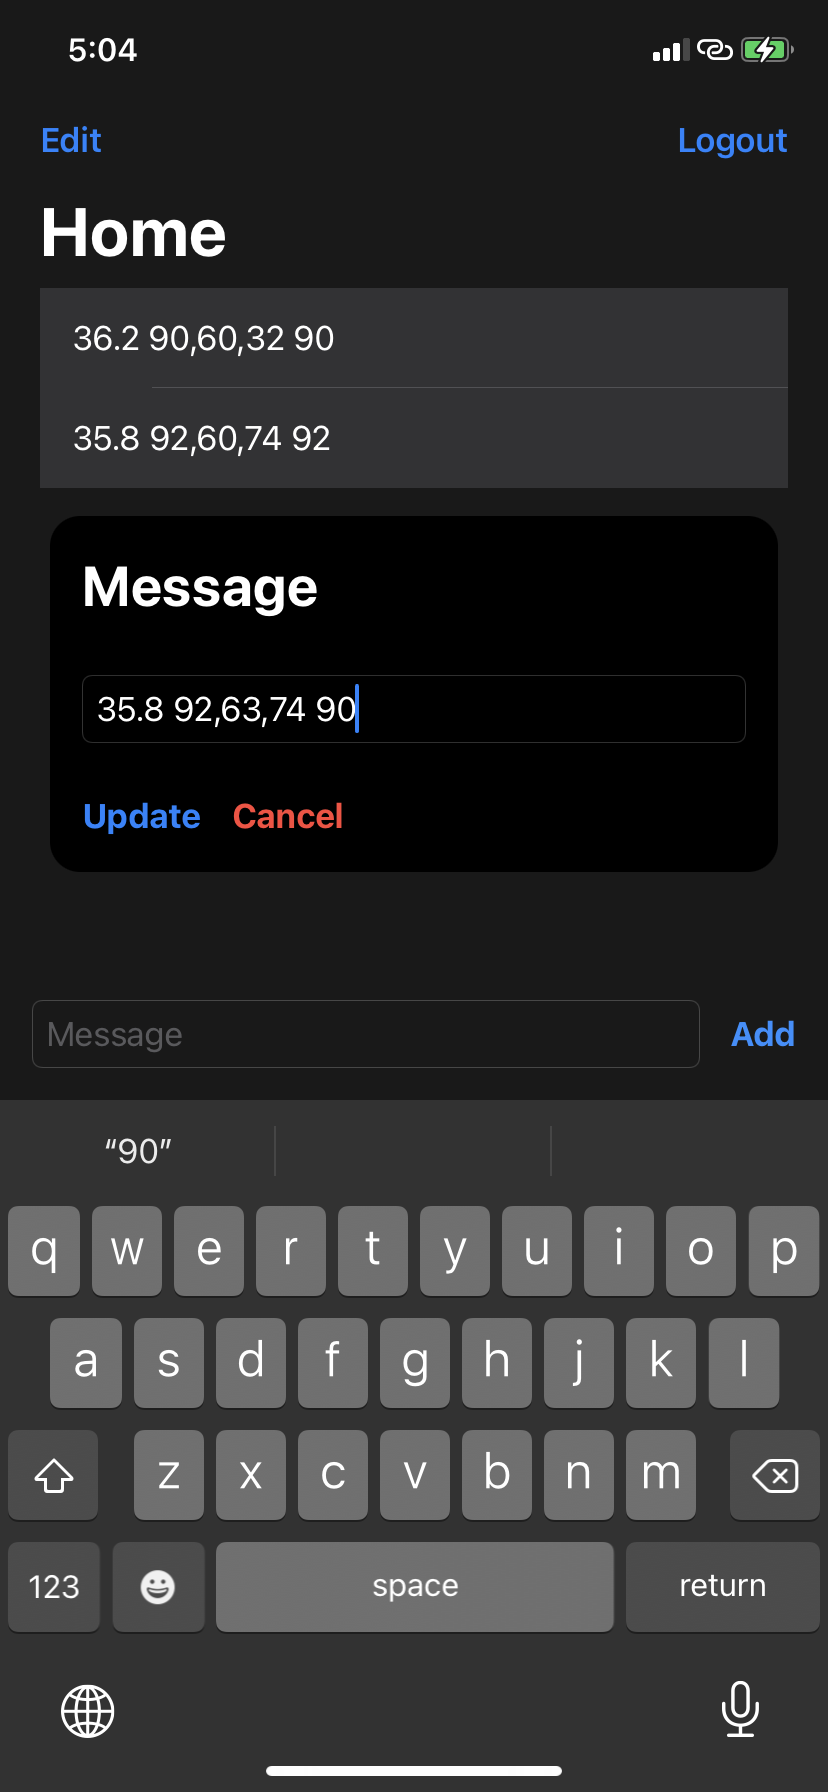 5:04
Edit Logout
Home
36.2 90,60,32 90
35.8 92,60,74 92
Message
35.8 92,63,74 90
Update Cancel
Message Add
“90”
q w e r t y u i o p
a s d f g h j k l
z x c v b n m
123 space return